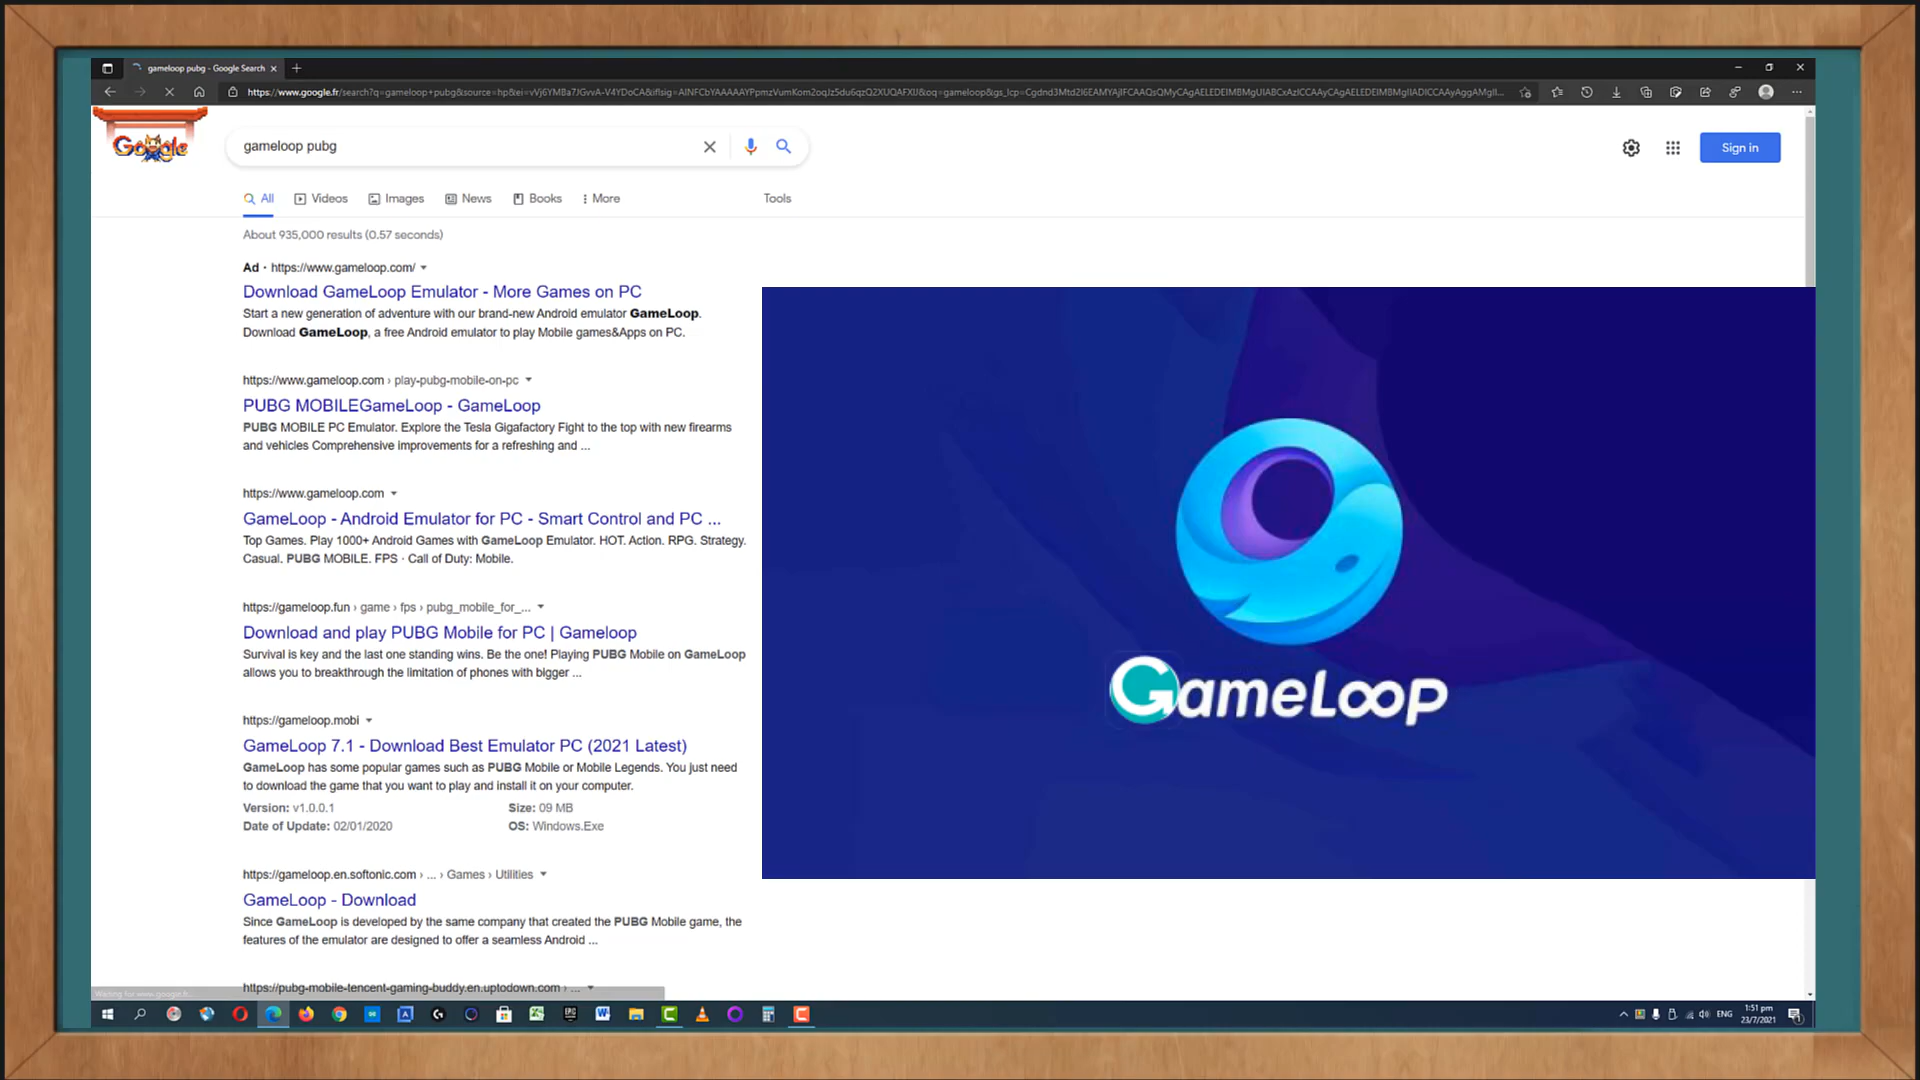 gameloop pubg - Google Search
Google
gameloop pubg
Sign in
All
Videos
Images
News
Books
More
Tools
About 935,000 results (0.57 seconds)
Ad · https://www.gameloop.com/
Download GameLoop Emulator - More Games on PC
Start a new generation of adventure with our brand-new Android emulator GameLoop.
Download GameLoop, a free Android emulator to play Mobile games&Apps on PC.
https://www.gameloop.com › play-pubg-mobile-on-pc
PUBG MOBILEGameLoop - GameLoop
PUBG MOBILE PC Emulator. Explore the Tesla Gigafactory Fight to the top with new firearms
and vehicles Comprehensive improvements for a refreshing and ...
https://www.gameloop.com
GameLoop - Android Emulator for PC - Smart Control and PC ...
Top Games. Play 1000+ Android Games with GameLoop Emulator. HOT. Action. RPG. Strategy.
Casual. PUBG MOBILE. FPS · Call of Duty: Mobile.
https://gameloop.fun › game › fps › pubg_mobile_for_...
Download and play PUBG Mobile for PC | Gameloop
Survival is key and the last one standing wins. Be the one! Playing PUBG Mobile on GameLoop
allows you to breakthrough the limitation of phones with bigger ...
https://gameloop.mobi
GameLoop 7.1 - Download Best Emulator PC (2021 Latest)
GameLoop has some popular games such as PUBG Mobile or Mobile Legends. You just need
to download the game that you want to play and install it on your computer.
Version: v1.0.0.1
Size: 09 MB
Date of Update: 02/01/2020
OS: Windows.Exe
https://gameloop.en.softonic.com › ... › Games › Utilities
GameLoop - Download
Since GameLoop is developed by the same company that created the PUBG Mobile game, the
features of the emulator are designed to offer a seamless Android ...
https://pubg-mobile-tencent-gaming-buddy.en.uptodown.com › ...
GameLoop
Waiting for www.google.fr...
ENG
1:51 pm
23/7/2021